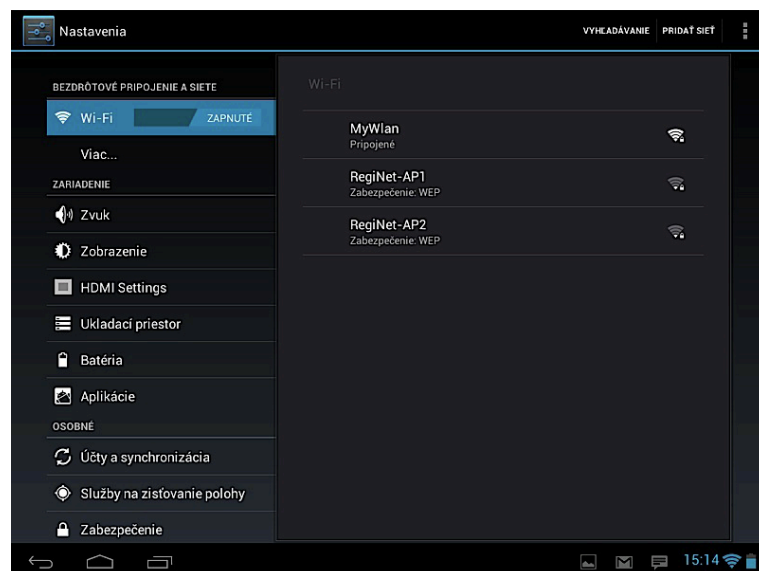 Nastavenia
VYHĽADÁVANIE PRIDAŤ SIEŤ
BEZDRÔTOVÉ PRIPOJENIE A SIETE
Wi-Fi ZAPNUTÉ
Viac...
ZARIADENIE
Zvuk
Zobrazenie
HDMI Settings
Ukladací priestor
Batéria
Aplikácie
OSOBNÉ
Účty a synchronizácia
Služby na zisťovanie polohy
Zabezpečenie
Wi-Fi
MyWlan
Pripojené
RegiNet-AP1
Zabezpečenie: WEP
RegiNet-AP2
Zabezpečenie: WEP
15:14